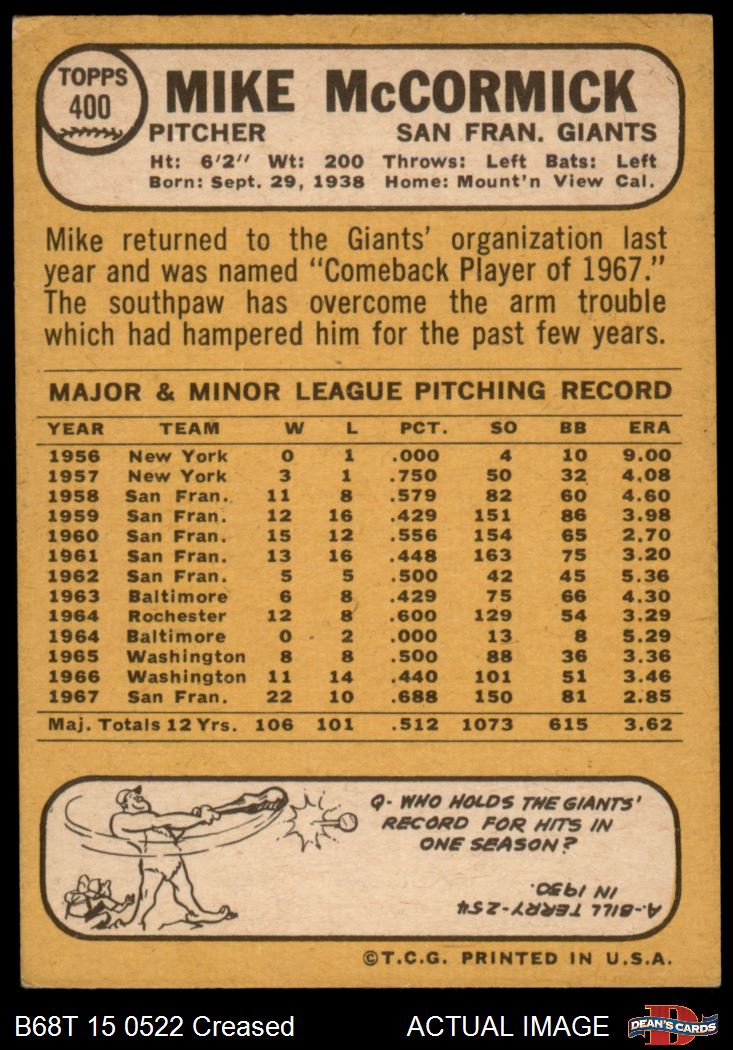 TOPPS
400
MIKE McCORMICK
PITCHER SAN FRAN. GIANTS
Ht: 6'2" Wt: 200 Throws: Left Bats: Left
Born: Sept. 29, 1938 Home: Mount'n View Cal.
Mike returned to the Giants' organization last
year and was named "Comeback Player of 1967."
The southpaw has overcome the arm trouble
which had hampered him for the past few years.
MAJOR & MINOR LEAGUE PITCHING RECORD
YEAR TEAM W L PCT. SO BB ERA
1956 New York 0 1 .000 4 10 9.00
1957 New York 3 1 .750 50 32 4.08
1958 San Fran. 11 8 .579 82 60 4.60
1959 San Fran. 12 16 .429 151 86 3.98
1960 San Fran. 15 12 .556 154 65 2.70
1961 San Fran. 13 16 .448 163 75 3.20
1962 San Fran. 5 5 .500 42 45 5.36
1963 Baltimore 6 8 .429 75 66 4.30
1964 Rochester 12 8 .600 129 54 3.29
1964 Baltimore 0 2 .000 13 8 5.29
1965 Washington 8 8 .500 88 36 3.36
1966 Washington 11 14 .440 101 51 3.46
1967 San Fran. 22 10 .688 150 81 2.85
Maj. Totals 12 Yrs. 106 101 .512 1073 615 3.62
Q- WHO HOLDS THE GIANTS'
RECORD FOR HITS IN
ONE SEASON?
A-BILL TERRY-254
IN 1930.
©T.C.G. PRINTED IN U.S.A.
B68T 15 0522 Creased ACTUAL IMAGE
D
DEAN'S CARDS